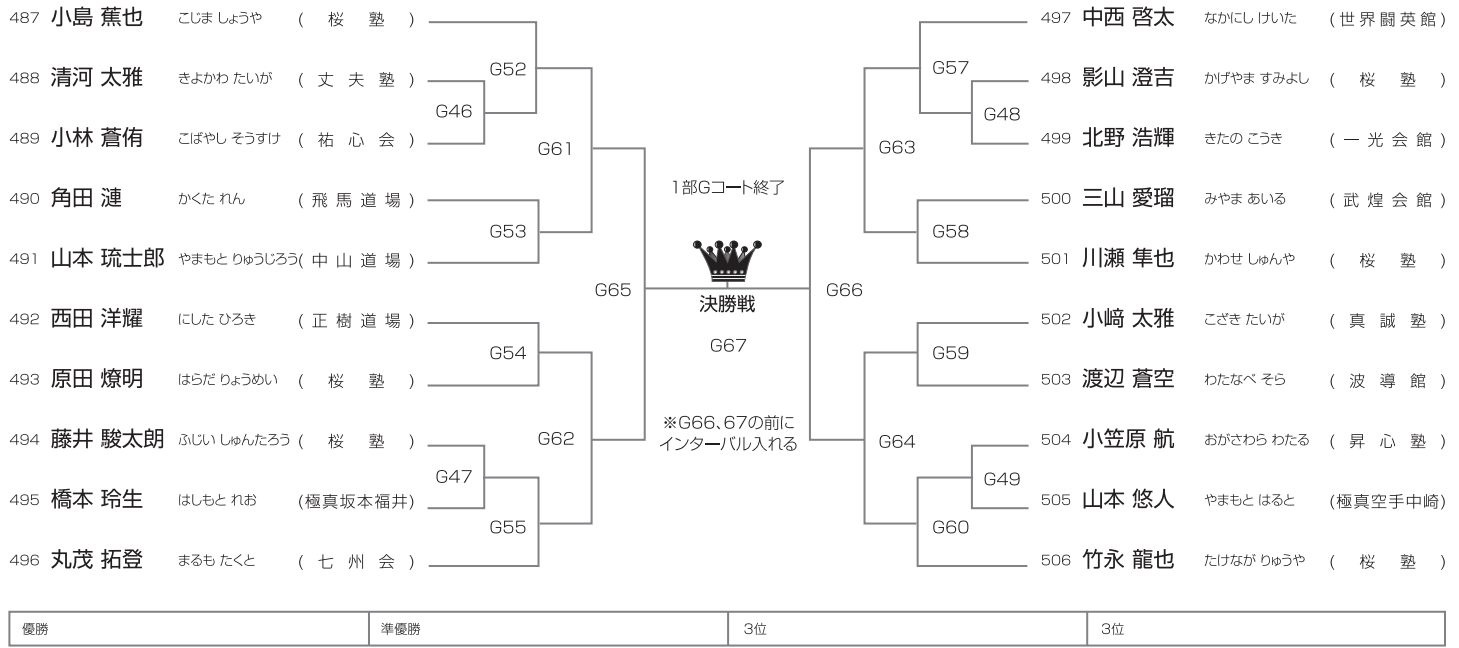 487 小島 蕉也 こじま しょうや (桜塾)
488 清河 太雅 きよかわ たいが (丈夫塾)
489 小林 蒼侑 こばやし そうすけ (祐心会)
490 角田 漣 かくた れん (飛馬道場)
491 山本 琉士郎 やまもと りゅうじろう (中山道場)
492 西田 洋耀 にした ひろき (正樹道場)
493 原田 燎明 はらだ りょうめい (桜塾)
494 藤井 駿太朗 ふじい しゅんたろう (桜塾)
495 橋本 玲生 はしもと れお (極真坂本福井)
496 丸茂 拓登 まるも たくと (七州会)
G52
G46
G61
G53
G65
G54
G62
G47
G55
1部Gコート終了
決勝戦
G67
※G66、67の前に
インターバル入れる
G57
G48
G63
G58
G66
G59
G64
G49
G60
497 中西 啓太 なかにし けいた (世界闘英館)
498 影山 澄吉 かげやま すみよし (桜塾)
499 北野 浩輝 きたの こうき (一光会館)
500 三山 愛瑠 みやま あいる (武煌会館)
501 川瀬 隼也 かわせ しゅんや (桜塾)
502 小﨑 太雅 こざき たいが (真誠塾)
503 渡辺 蒼空 わたなべ そら (波導館)
504 小笠原 航 おがさわら わたる (昇心塾)
505 山本 悠人 やまもと はると (極真空手中崎)
506 竹永 龍也 たけなが りゅうや (桜塾)
優勝 準優勝 3位 3位